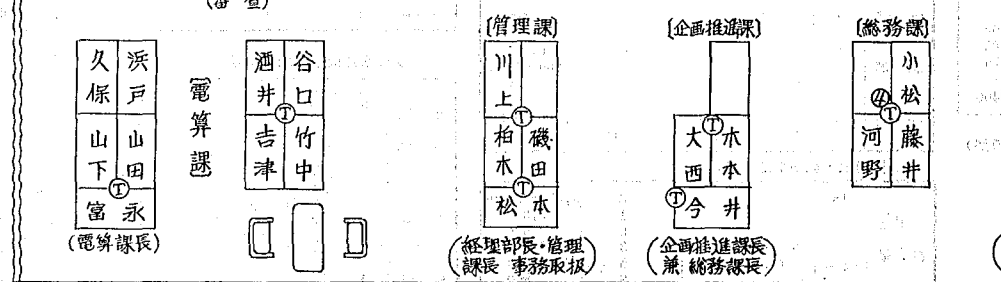 (審査)
[管理課]
[企画推進課]
[総務課]
久保
浜戸
山下
山田
Ⓣ
富永
(電算課長)
[電算課]
酒井
谷口
Ⓣ
吉津
竹中
川上
Ⓣ
柏木
磯田
Ⓣ
松本
(経理部長・管理
課長 事務取扱)
Ⓣ
大西
木本
Ⓣ
今井
(企画推進課長
兼 総務課長)
小松
④
Ⓣ
河野
藤井